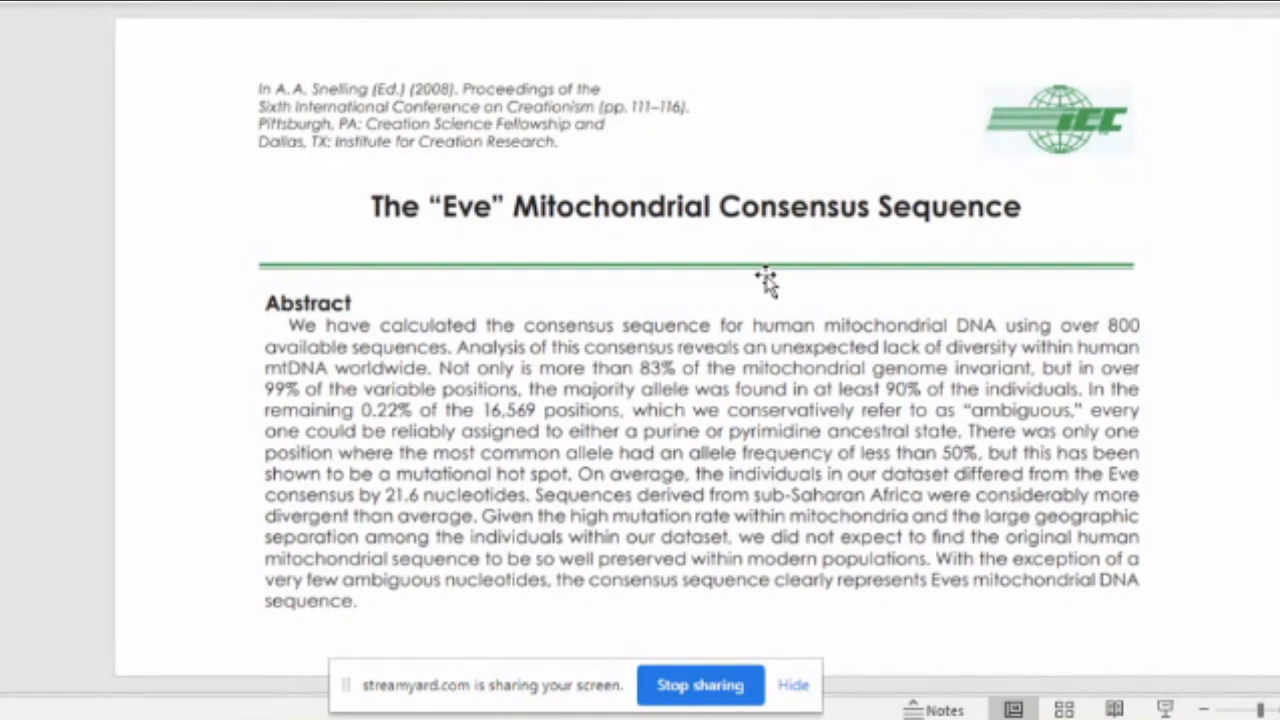 In A. A. Snelling (Ed.) (2008). Proceedings of the
Sixth International Conference on Creationism (pp. 111–116).
Pittsburgh, PA: Creation Science Fellowship and
Dallas, TX: Institute for Creation Research.
icc
The “Eve” Mitochondrial Consensus Sequence
Abstract
We have calculated the consensus sequence for human mitochondrial DNA using over 800
available sequences. Analysis of this consensus reveals an unexpected lack of diversity within human
mtDNA worldwide. Not only is more than 83% of the mitochondrial genome invariant, but in over
99% of the variable positions, the majority allele was found in at least 90% of the individuals. In the
remaining 0.22% of the 16,569 positions, which we conservatively refer to as “ambiguous,” every
one could be reliably assigned to either a purine or pyrimidine ancestral state. There was only one
position where the most common allele had an allele frequency of less than 50%, but this has been
shown to be a mutational hot spot. On average, the individuals in our dataset differed from the Eve
consensus by 21.6 nucleotides. Sequences derived from sub-Saharan Africa were considerably more
divergent than average. Given the high mutation rate within mitochondria and the large geographic
separation among the individuals within our dataset, we did not expect to find the original human
mitochondrial sequence to be so well preserved within modern populations. With the exception of a
very few ambiguous nucleotides, the consensus sequence clearly represents Eves mitochondrial DNA
sequence.
streamyard.com is sharing your screen.
Stop sharing
Hide
Notes